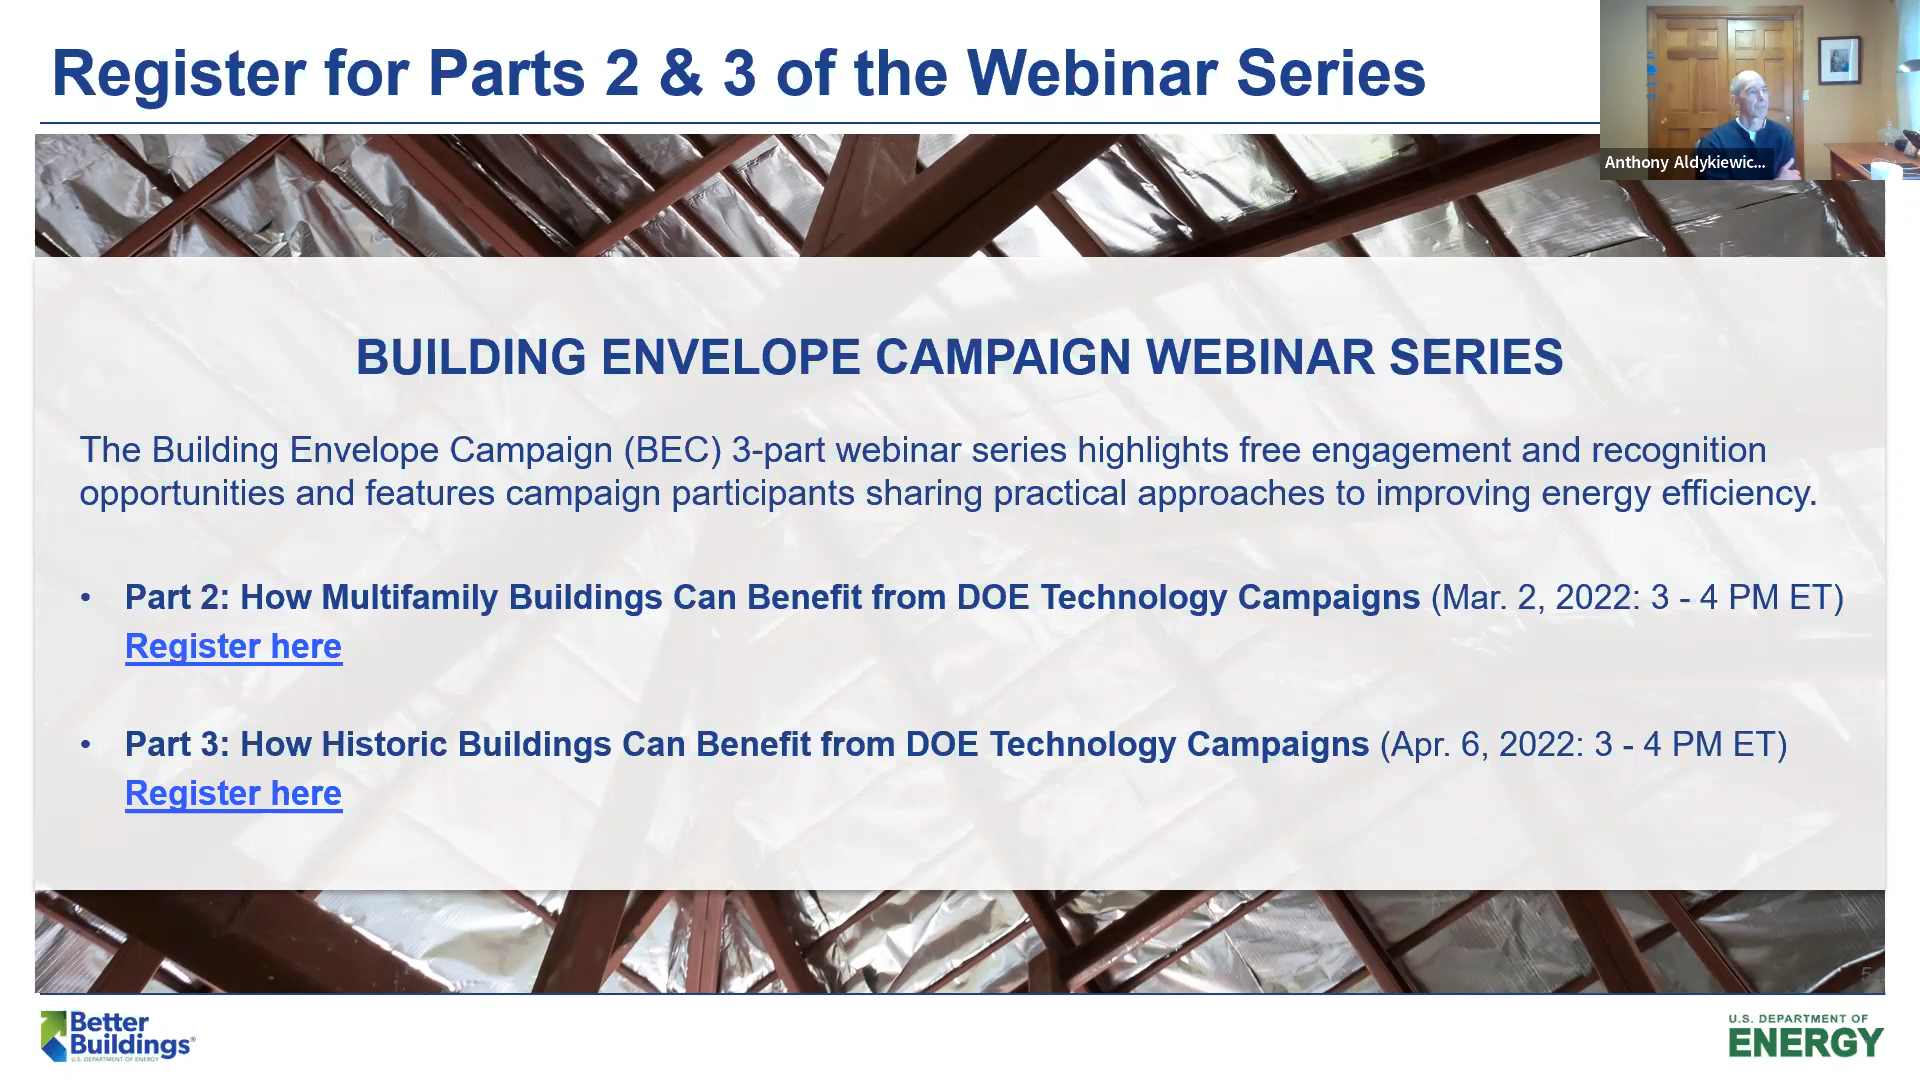 Register for Parts 2 & 3 of the Webinar Series
Anthony Aldykiewic...
BUILDING ENVELOPE CAMPAIGN WEBINAR SERIES
The Building Envelope Campaign (BEC) 3-part webinar series highlights free engagement and recognition
opportunities and features campaign participants sharing practical approaches to improving energy efficiency.
• Part 2: How Multifamily Buildings Can Benefit from DOE Technology Campaigns (Mar. 2, 2022: 3 - 4 PM ET)
Register here
• Part 3: How Historic Buildings Can Benefit from DOE Technology Campaigns (Apr. 6, 2022: 3 - 4 PM ET)
Register here
5
Better
Buildings®
U.S. DEPARTMENT OF ENERGY
U.S. DEPARTMENT OF
ENERGY